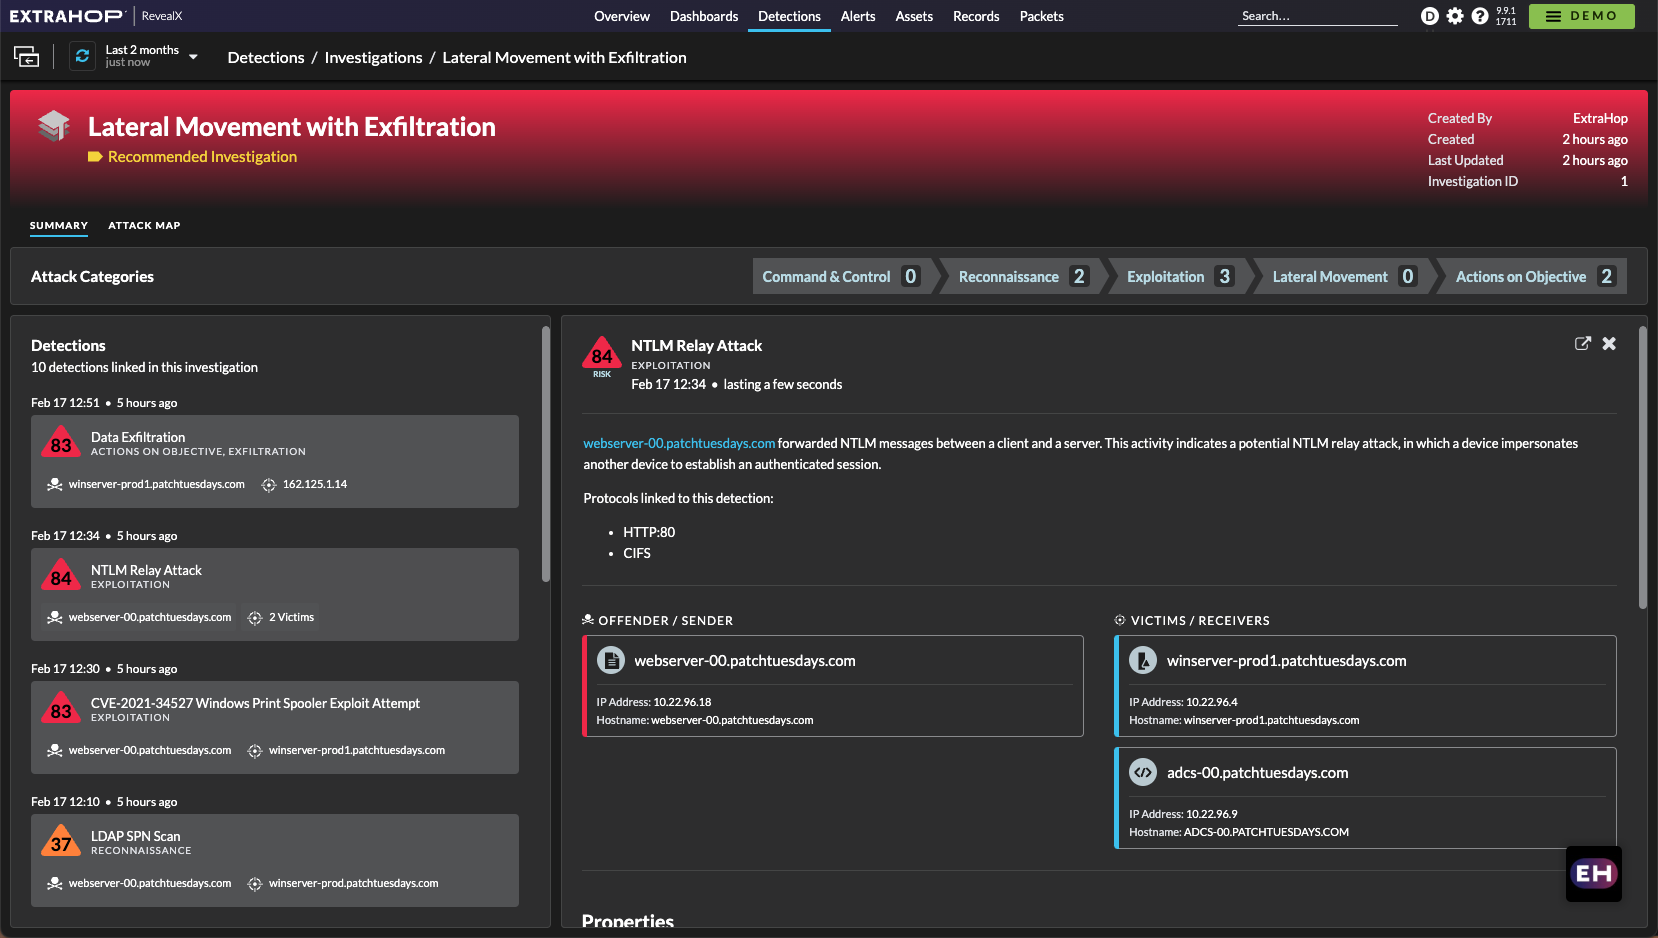 EXTRAHOP RevealX
Overview Dashboards Detections Alerts Assets Records Packets
Search... D ? 9.9.1 1711 DEMO
Last 2 months
just now
Detections / Investigations / Lateral Movement with Exfiltration
Lateral Movement with Exfiltration
Recommended Investigation
Created By ExtraHop
Created 2 hours ago
Last Updated 2 hours ago
Investigation ID 1
SUMMARY ATTACK MAP
Attack Categories
Command & Control 0 Reconnaissance 2 Exploitation 3 Lateral Movement 0 Actions on Objective 2
Detections
10 detections linked in this investigation
Feb 17 12:51 • 5 hours ago
83 Data Exfiltration
ACTIONS ON OBJECTIVE, EXFILTRATION
winserver-prod1.patchtuesdays.com 162.125.1.14
Feb 17 12:34 • 5 hours ago
84 NTLM Relay Attack
EXPLOITATION
webserver-00.patchtuesdays.com 2 Victims
Feb 17 12:30 • 5 hours ago
83 CVE-2021-34527 Windows Print Spooler Exploit Attempt
EXPLOITATION
webserver-00.patchtuesdays.com winserver-prod1.patchtuesdays.com
Feb 17 12:10 • 5 hours ago
37 LDAP SPN Scan
RECONNAISSANCE
webserver-00.patchtuesdays.com winserver-prod.patchtuesdays.com
84
RISK
NTLM Relay Attack
EXPLOITATION
Feb 17 12:34 • lasting a few seconds
webserver-00.patchtuesdays.com forwarded NTLM messages between a client and a server. This activity indicates a potential NTLM relay attack, in which a device impersonates
another device to establish an authenticated session.
Protocols linked to this detection:
• HTTP:80
• CIFS
OFFENDER / SENDER
webserver-00.patchtuesdays.com
IP Address: 10.22.96.18
Hostname: webserver-00.patchtuesdays.com
VICTIMS / RECEIVERS
winserver-prod1.patchtuesdays.com
IP Address: 10.22.96.4
Hostname: winserver-prod1.patchtuesdays.com
adcs-00.patchtuesdays.com
IP Address: 10.22.96.9
Hostname: ADCS-00.PATCHTUESDAYS.COM
EH
Properties